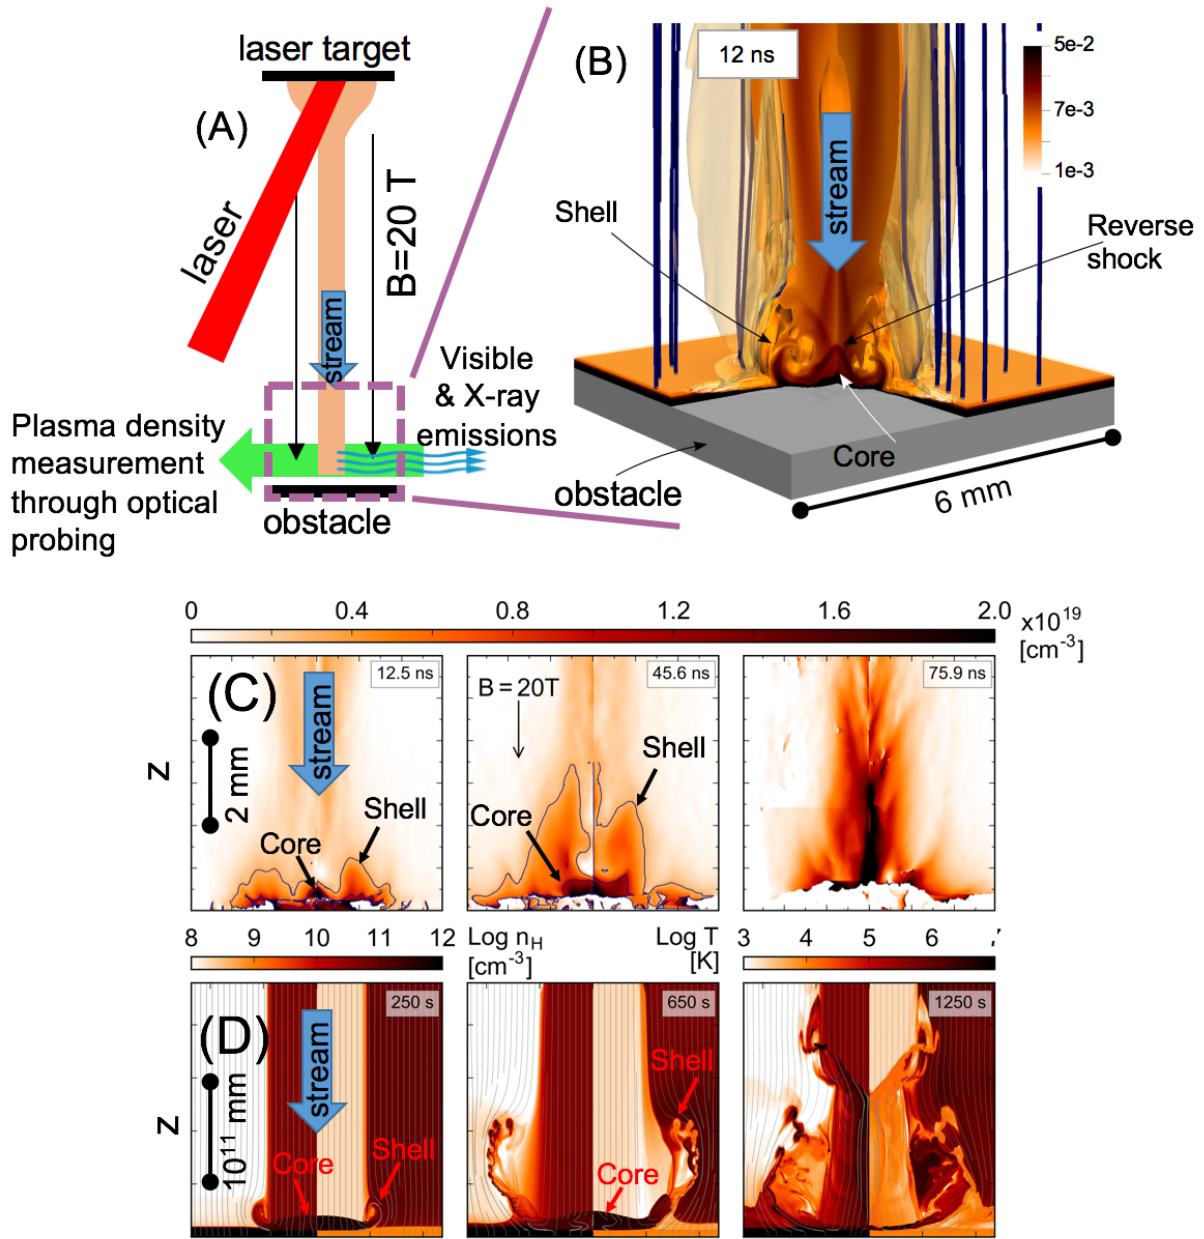 laser target
(A)
laser
B=20 T
stream
Visible
& X-ray
emissions
Plasma density
measurement
through optical
probing
obstacle
(B)
12 ns
5e-2
7e-3
1e-3
stream
Shell
Reverse
shock
Core
obstacle
6 mm
0 0.4 0.8 1.2 1.6 2.0
x10¹⁹
[cm⁻³]
(C)
12.5 ns
stream
z
2 mm
Core
Shell
45.6 ns
B = 20T
Shell
Core
75.9 ns
8 9 10 11 12
Log n_H
[cm⁻³]
Log T
[K]
3 4 5 6
(D)
250 s
stream
z
10¹¹ mm
Core
Shell
650 s
Shell
Core
1250 s